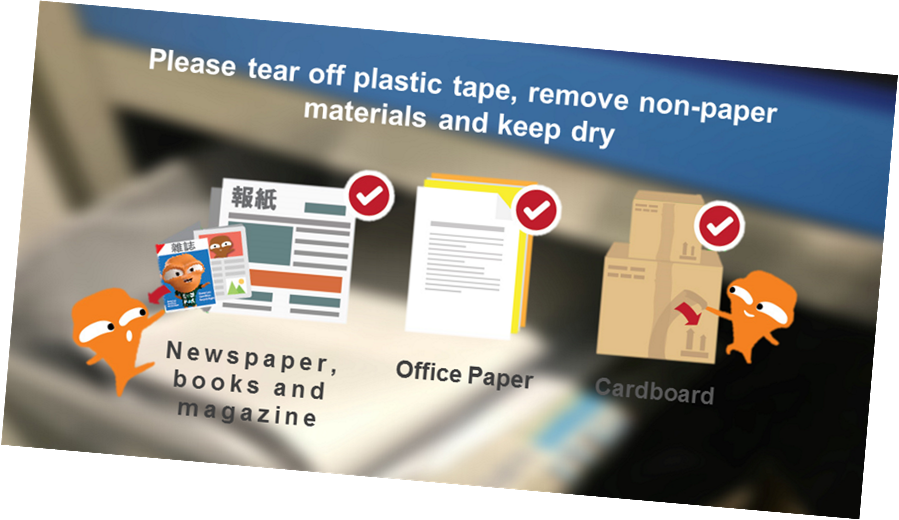 Please tear off plastic tape, remove non-paper
materials and keep dry
報紙
雜誌
Newspaper,
books and
magazine
Office Paper
Cardboard